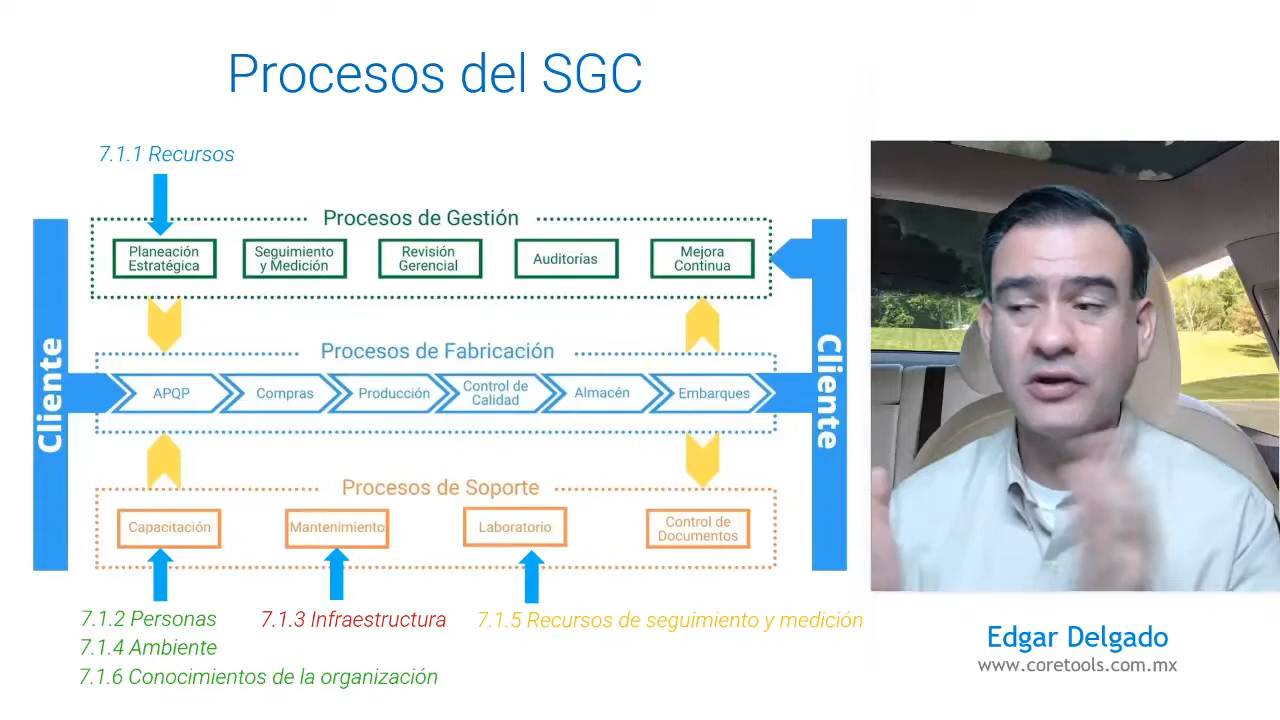 Procesos del SGC
7.1.1 Recursos
Procesos de Gestión
Planeación
Estratégica
Seguimiento
y Medición
Revisión
Gerencial
Auditorías
Mejora
Continua
Cliente
Procesos de Fabricación
APQP
Compras
Producción
Control de
Calidad
Almacén
Embarques
Cliente
Procesos de Soporte
Capacitación
Mantenimiento
Laboratorio
Control de
Documentos
7.1.2 Personas
7.1.4 Ambiente
7.1.6 Conocimientos de la organización
7.1.3 Infraestructura
7.1.5 Recursos de seguimiento y medición
Edgar Delgado
www.coretools.com.mx